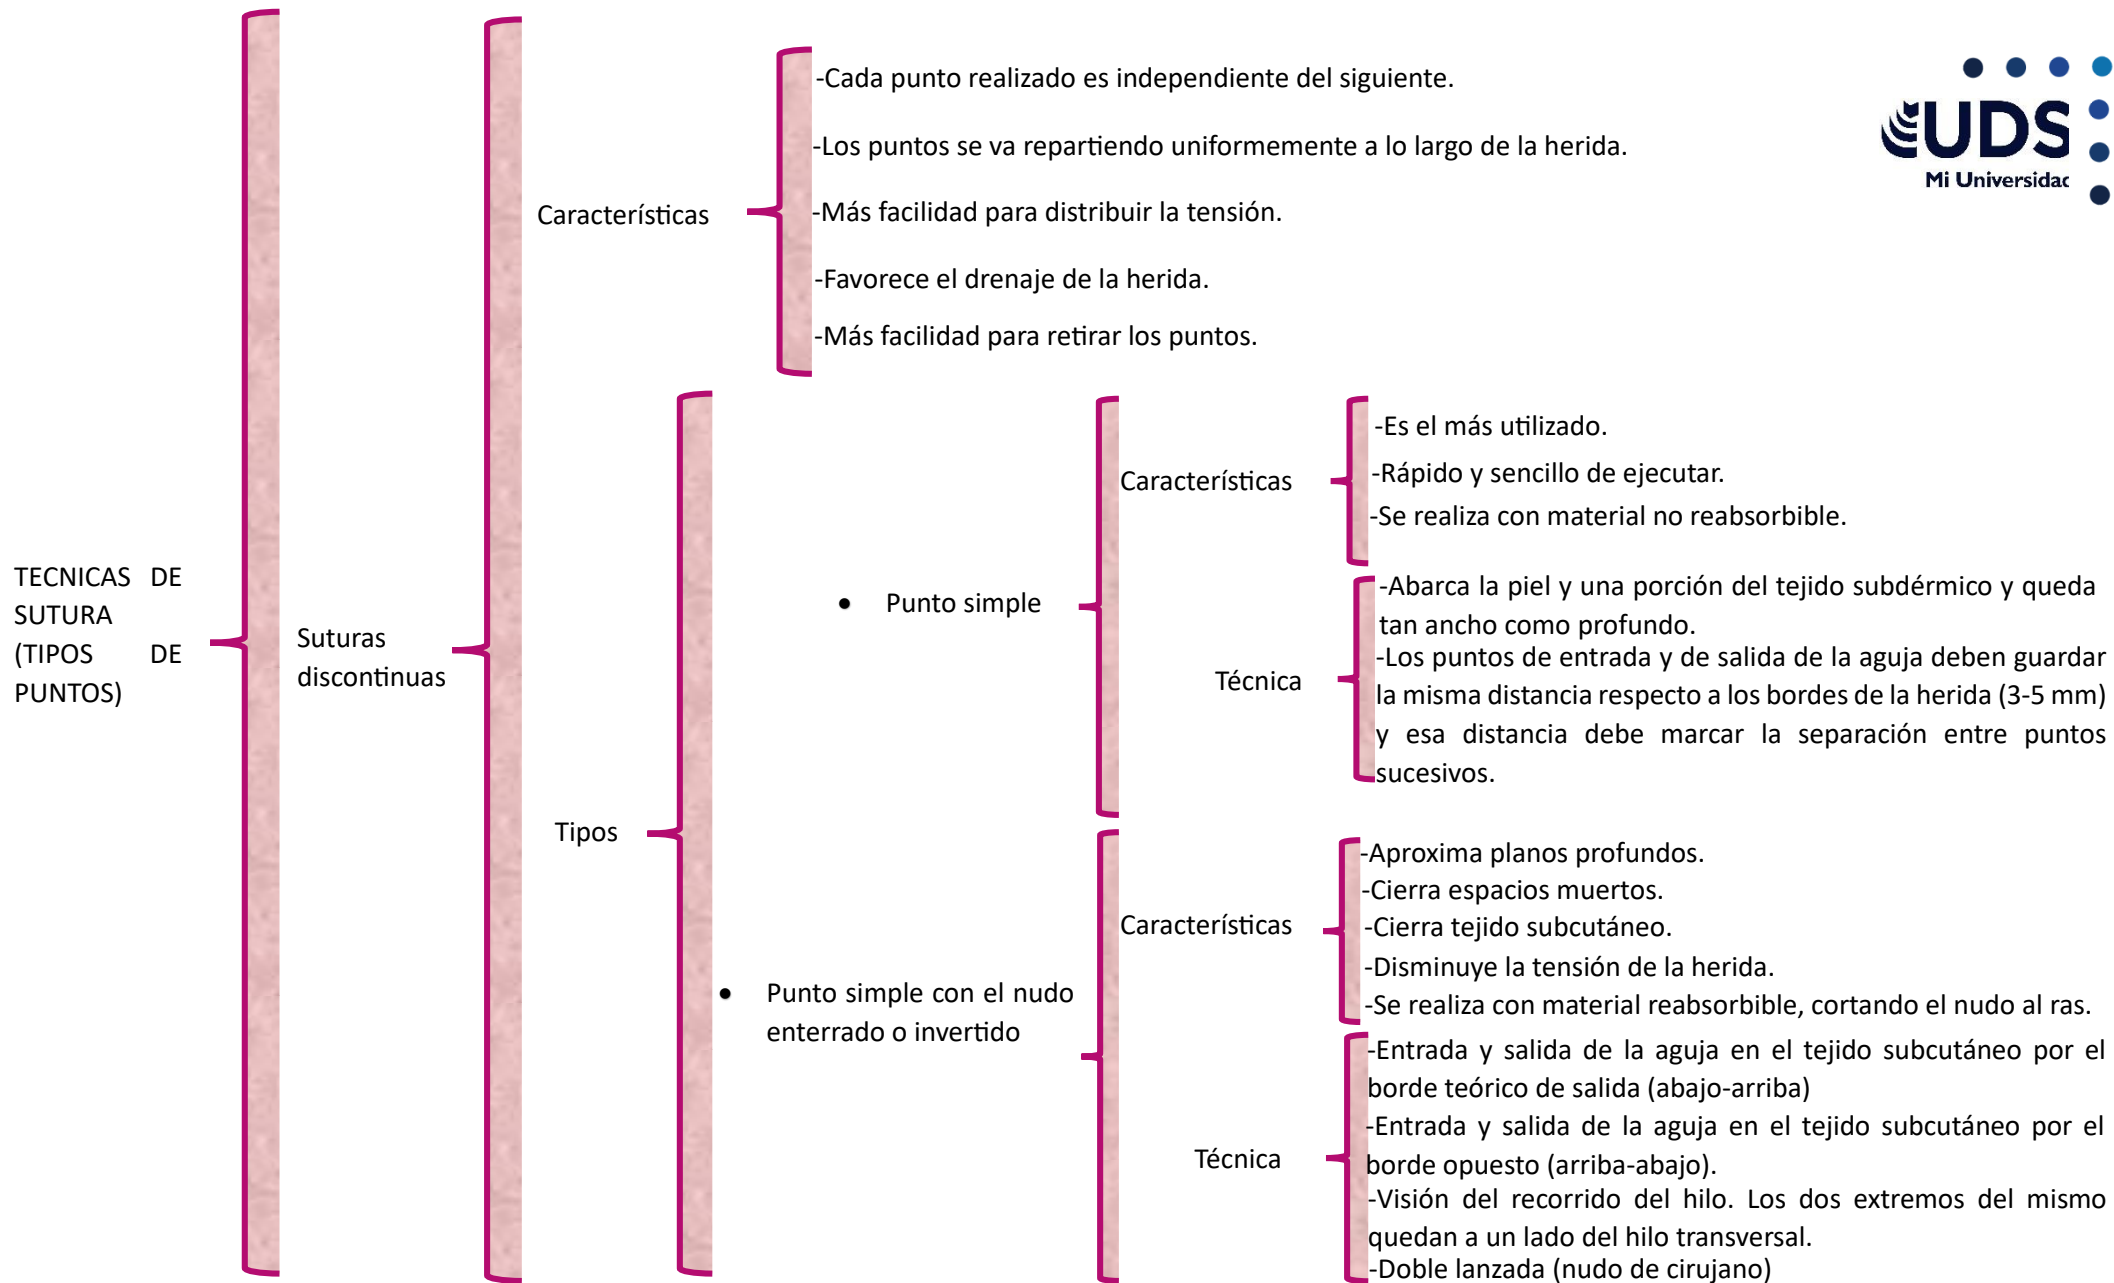 UDS
Mi Universidad
-Cada punto realizado es independiente del siguiente.
-Los puntos se va repartiendo uniformemente a lo largo de la herida.
Características
-Más facilidad para distribuir la tensión.
-Favorece el drenaje de la herida.
-Más facilidad para retirar los puntos.
TECNICAS DE
SUTURA
(TIPOS DE
PUNTOS)
Suturas
discontinuas
Tipos
• Punto simple
Características
-Es el más utilizado.
-Rápido y sencillo de ejecutar.
-Se realiza con material no reabsorbible.
Técnica
-Abarca la piel y una porción del tejido subdérmico y queda
tan ancho como profundo.
-Los puntos de entrada y de salida de la aguja deben guardar
la misma distancia respecto a los bordes de la herida (3-5 mm)
y esa distancia debe marcar la separación entre puntos
sucesivos.
• Punto simple con el nudo
enterrado o invertido
Características
-Aproxima planos profundos.
-Cierra espacios muertos.
-Cierra tejido subcutáneo.
-Disminuye la tensión de la herida.
-Se realiza con material reabsorbible, cortando el nudo al ras.
Técnica
-Entrada y salida de la aguja en el tejido subcutáneo por el
borde teórico de salida (abajo-arriba)
-Entrada y salida de la aguja en el tejido subcutáneo por el
borde opuesto (arriba-abajo).
-Visión del recorrido del hilo. Los dos extremos del mismo
quedan a un lado del hilo transversal.
-Doble lanzada (nudo de cirujano)